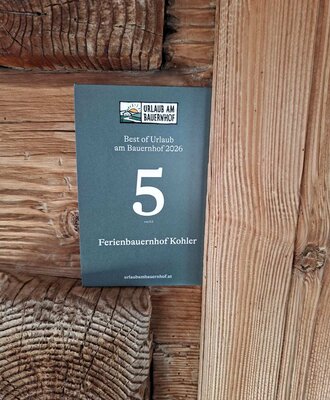 URLAUB AM
BAUERNHOF
Best of Urlaub
am Bauernhof 2026
5
Ferienbauernhof Kohler
urlaubambauernhof.at